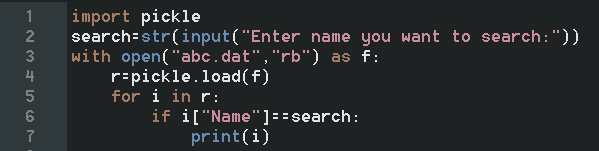 1 import pickle
2 search=str(input("Enter name you want to search:"))
3 with open("abc.dat","rb") as f:
4     r=pickle.load(f)
5     for i in r:
6         if i["Name"]==search:
7             print(i)